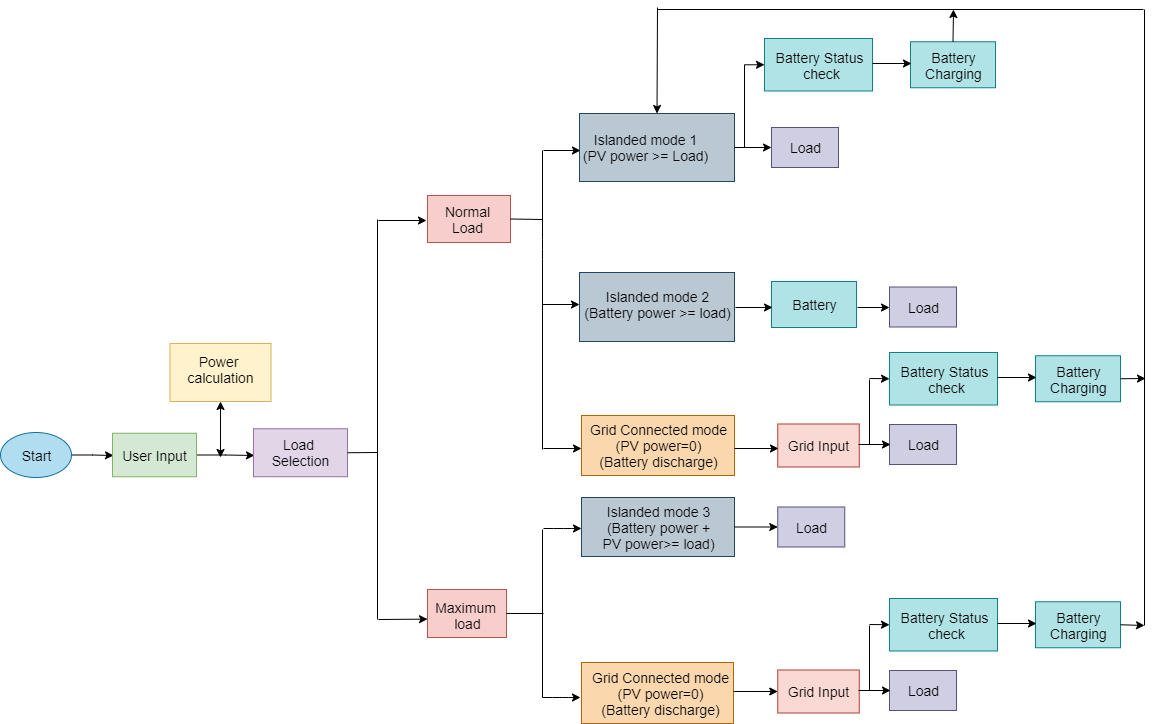 Start
User Input
Power
calculation
Load
Selection
Normal
Load
Islanded mode 1
(PV power >= Load)
Battery Status
check
Battery
Charging
Load
Islanded mode 2
(Battery power >= load)
Battery
Load
Grid Connected mode
(PV power=0)
(Battery discharge)
Grid Input
Battery Status
check
Battery
Charging
Load
Maximum
load
Islanded mode 3
(Battery power +
PV power>= load)
Load
Grid Connected mode
(PV power=0)
(Battery discharge)
Grid Input
Battery Status
check
Battery
Charging
Load